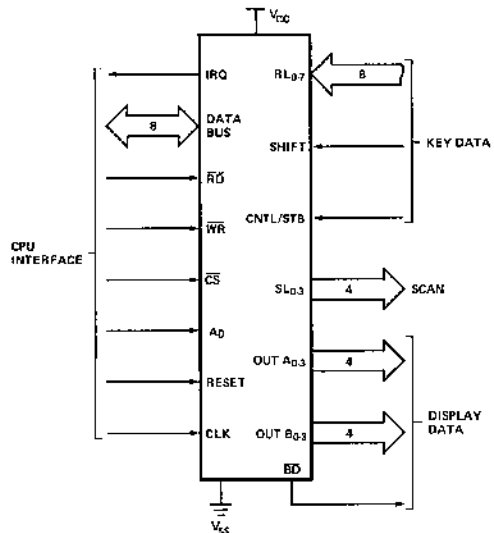 VCC
IRQ
RL0-7
8
8
DATA
BUS
KEY DATA
SHIFT
RD
CNTL/STB
WR
CPU
INTERFACE
CS
SL0-3
4
SCAN
A0
OUT A0-3
4
RESET
DISPLAY
DATA
CLK
OUT B0-3
4
BD
VSS